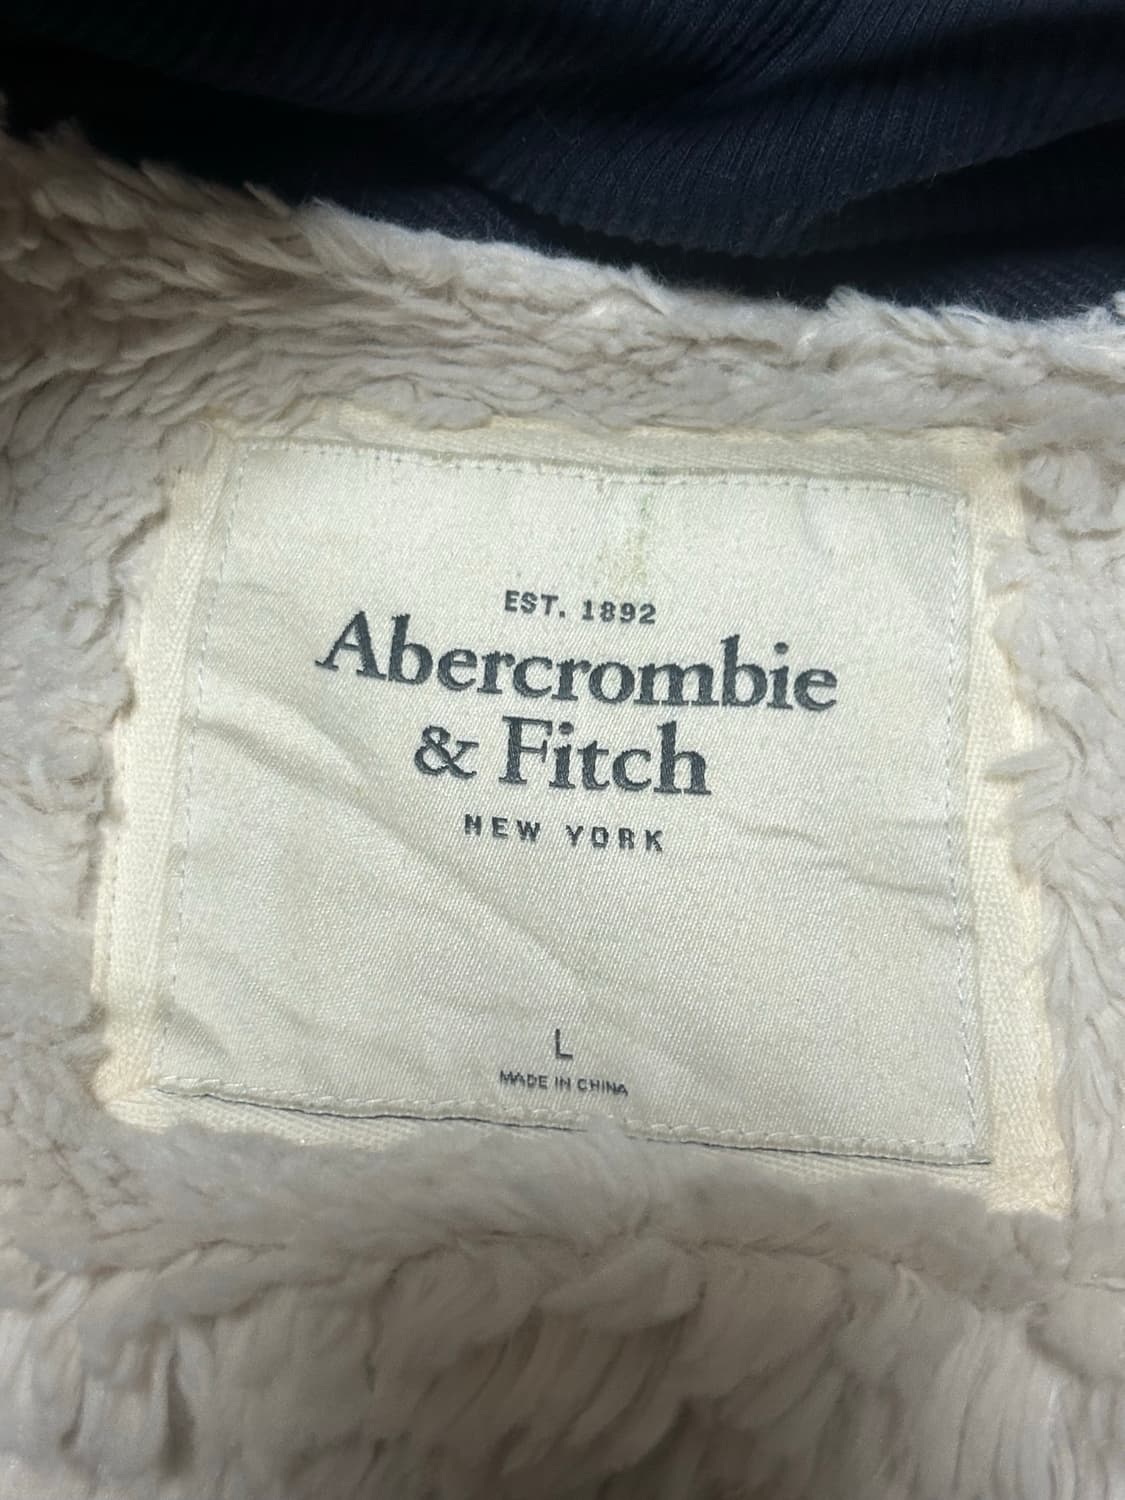 EST. 1892
Abercrombie
& Fitch
NEW YORK
L
MADE IN CHINA